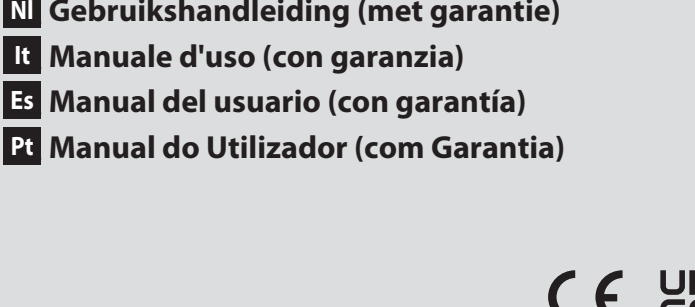 Nl Gebruikshandleiding (met garantie)
It Manuale d'uso (con garanzia)
Es Manual del usuario (con garantía)
Pt Manual do Utilizador (com Garantia)
CE